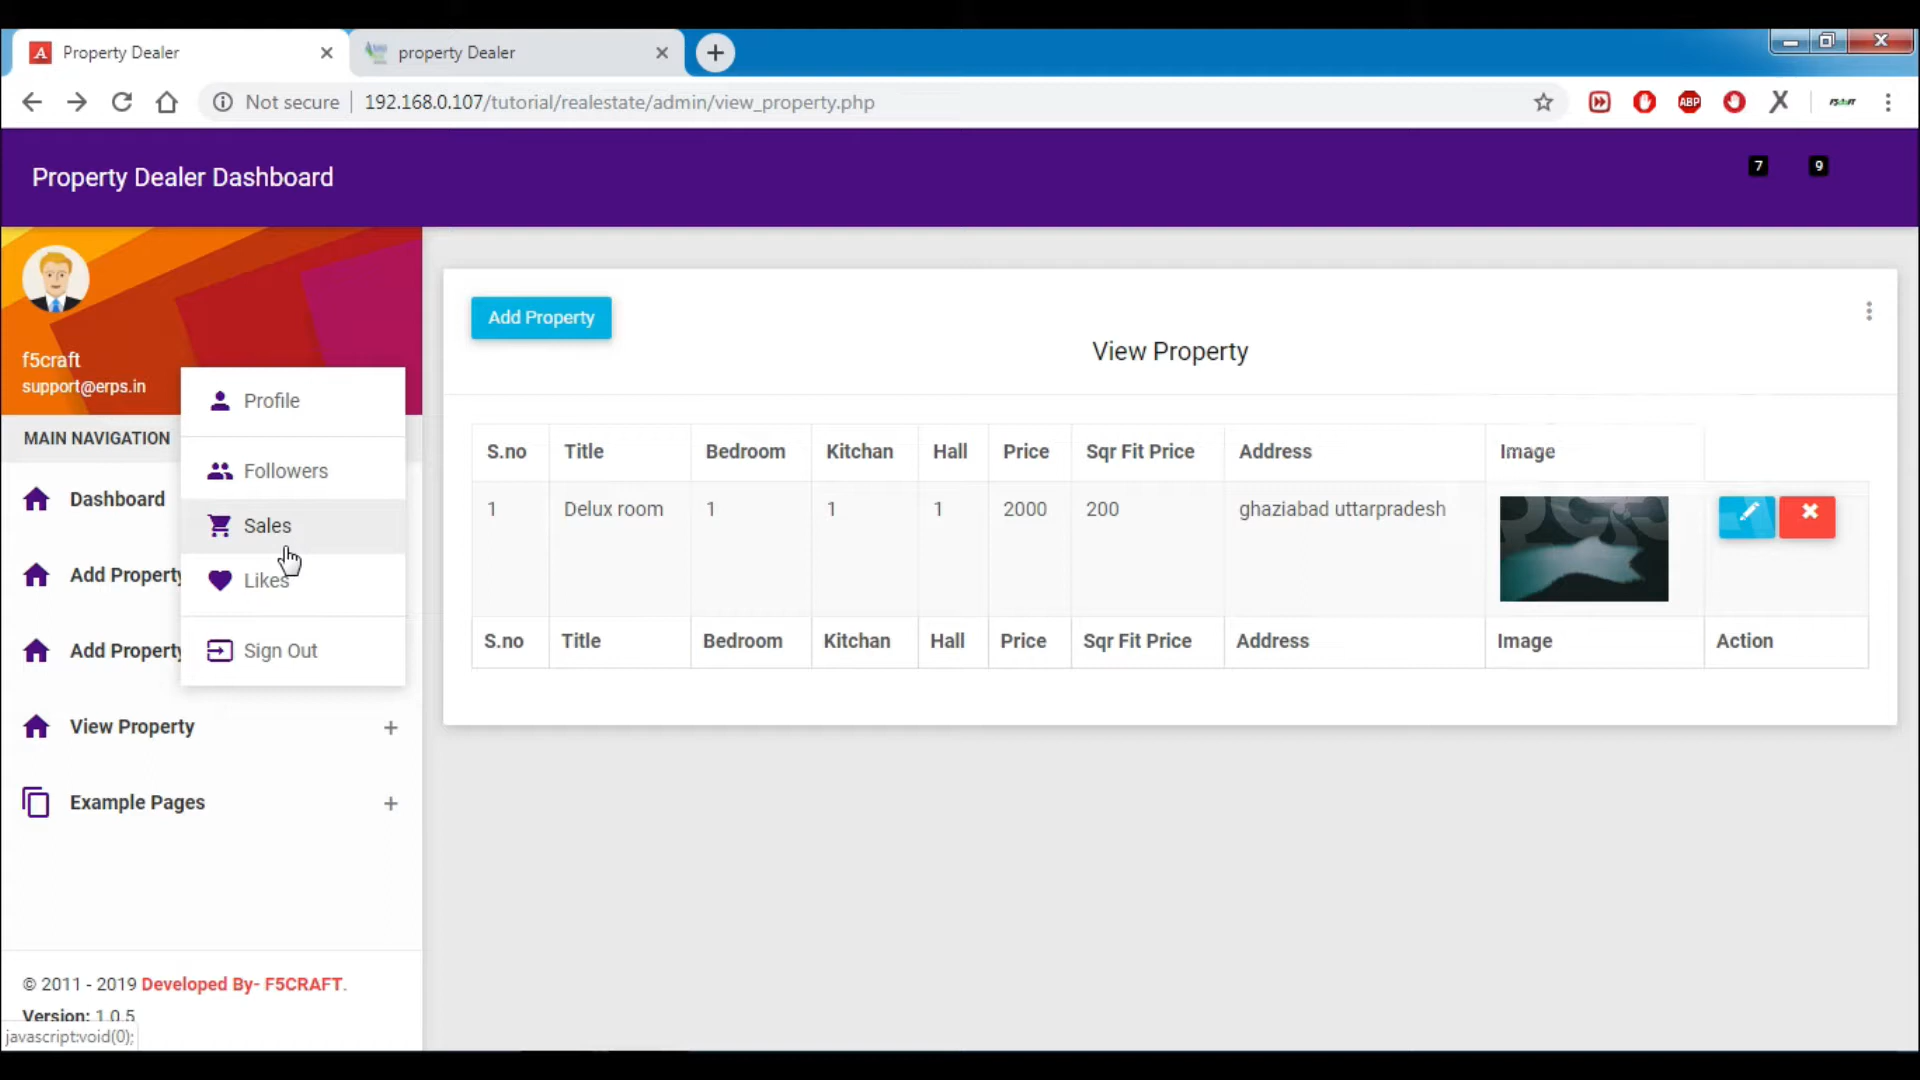 Property Dealer
property Dealer
Not secure
192.168.0.107/tutorial/realestate/admin/view_property.php
ABP
Property Dealer Dashboard
7
9
f5craft
support@erps.in
MAIN NAVIGATION
Dashboard
Add Property
Add Property
View Property
Example Pages
Profile
Followers
Sales
Likes
Sign Out
Add Property
View Property
S.no Title Bedroom Kitchan Hall Price Sqr Fit Price Address Image
1 Delux room 1 1 1 2000 200 ghaziabad uttarpradesh
S.no Title Bedroom Kitchan Hall Price Sqr Fit Price Address Image Action
© 2011 - 2019 Developed By- F5CRAFT.
Version: 1.0.5
javascript:void(0);